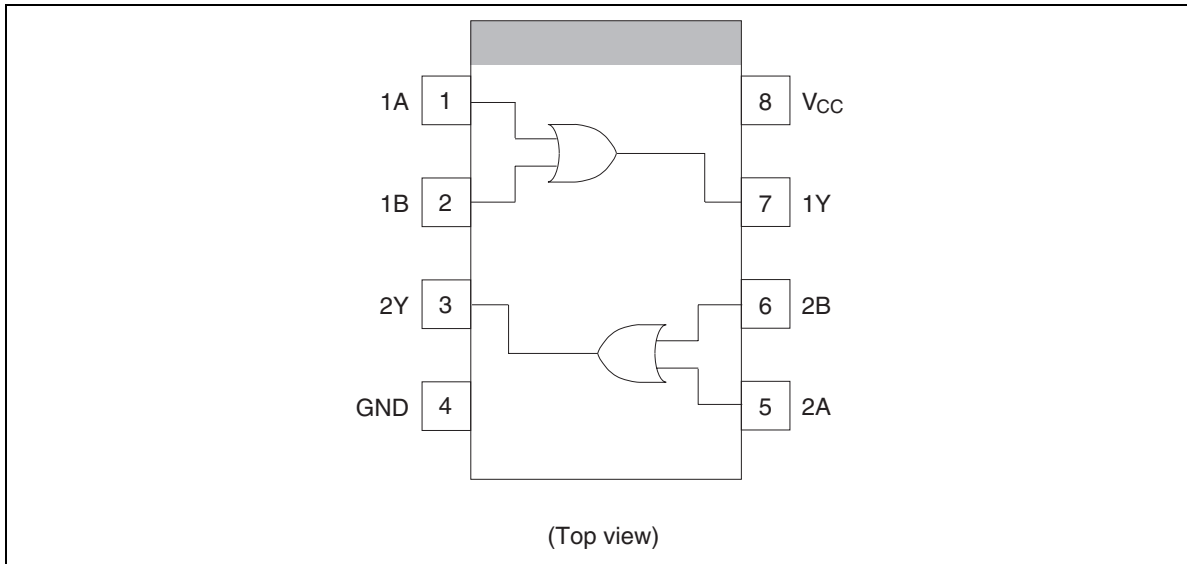 1A 1 8 VCC
1B 2 7 1Y
2Y 3 6 2B
GND 4 5 2A
(Top view)